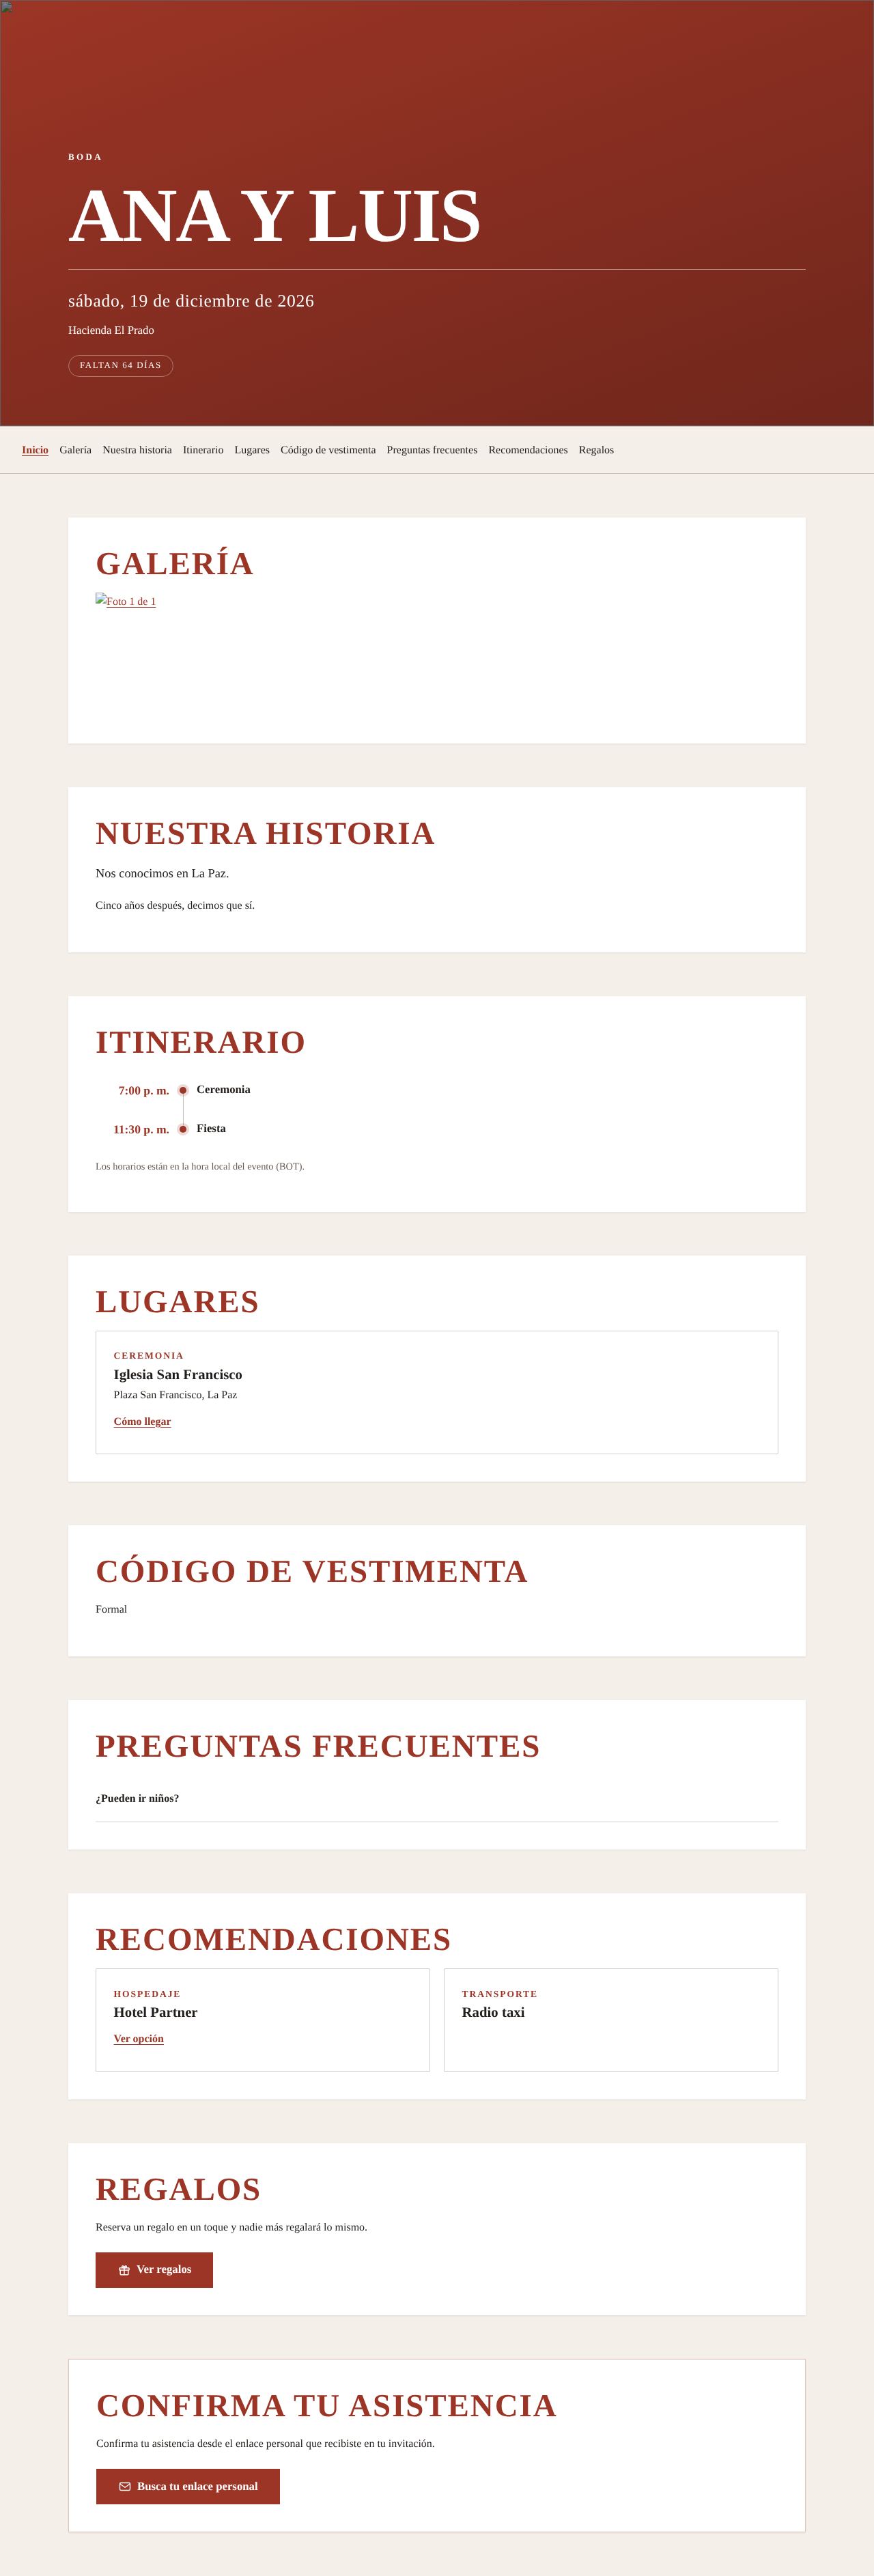 BODA
ANA Y LUIS
sábado, 19 de diciembre de 2026
Hacienda El Prado
FALTAN 64 DÍAS
Inicio Galería Nuestra historia Itinerario Lugares Código de vestimenta Preguntas frecuentes Recomendaciones Regalos
GALERÍA
Foto 1 de 1
NUESTRA HISTORIA
Nos conocimos en La Paz.
Cinco años después, decimos que sí.
ITINERARIO
7:00 p. m. Ceremonia
11:30 p. m. Fiesta
Los horarios están en la hora local del evento (BOT).
LUGARES
CEREMONIA
Iglesia San Francisco
Plaza San Francisco, La Paz
Cómo llegar
CÓDIGO DE VESTIMENTA
Formal
PREGUNTAS FRECUENTES
¿Pueden ir niños?
RECOMENDACIONES
HOSPEDAJE
Hotel Partner
Ver opción
TRANSPORTE
Radio taxi
REGALOS
Reserva un regalo en un toque y nadie más regalará lo mismo.
Ver regalos
CONFIRMA TU ASISTENCIA
Confirma tu asistencia desde el enlace personal que recibiste en tu invitación.
Busca tu enlace personal